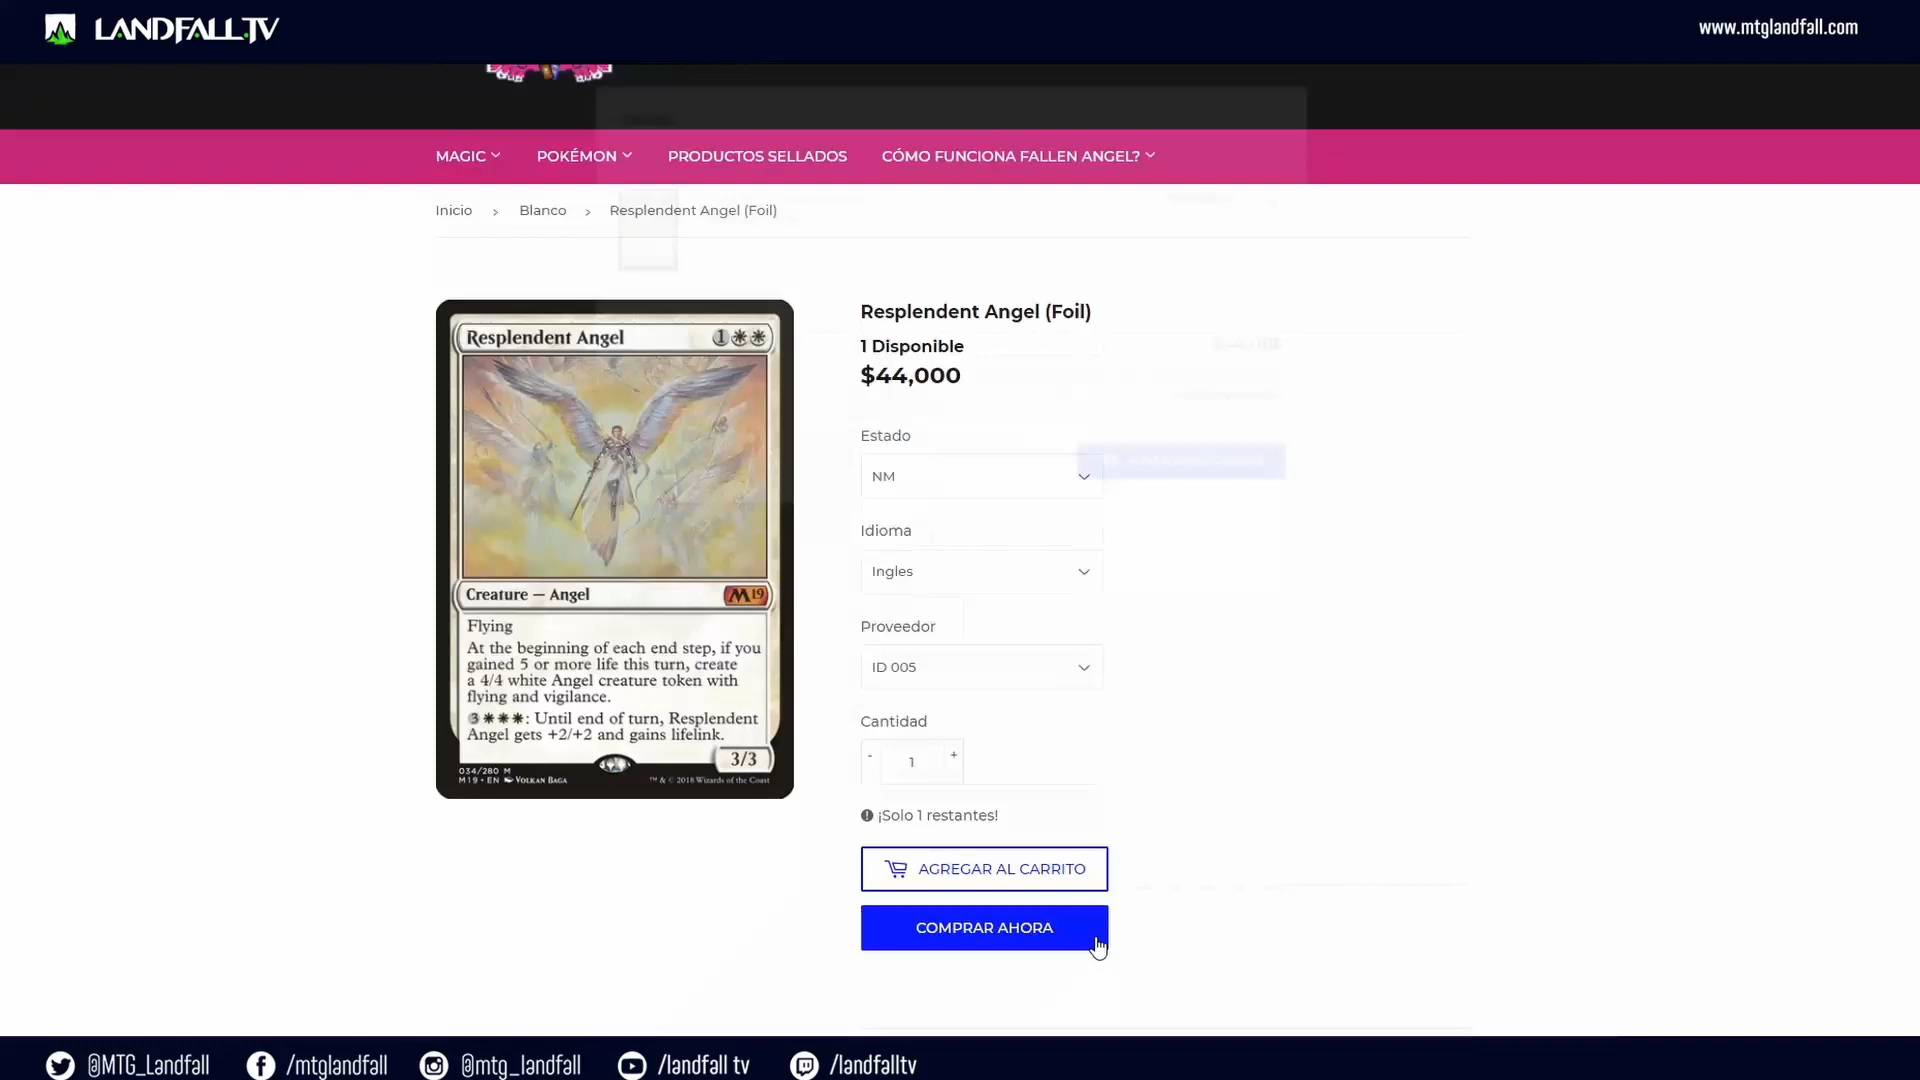 LANDFALL.TV
www.mtglandfall.com
MAGIC
POKÉMON
PRODUCTOS SELLADOS
CÓMO FUNCIONA FALLEN ANGEL?
Inicio > Blanco > Resplendent Angel (Foil)
Resplendent Angel
1
Creature — Angel
M19
Flying
At the beginning of each end step, if you
gained 5 or more life this turn, create
a 4/4 white Angel creature token with
flying and vigilance.
3 : Until end of turn, Resplendent
Angel gets +2/+2 and gains lifelink.
3/3
034/280 M
M19 • EN VOLKAN BAGA
™ & © 2018 Wizards of the Coast
Resplendent Angel (Foil)
1 Disponible
$44,000
Estado
NM
Idioma
Ingles
Proveedor
ID 005
Cantidad
- 1 +
¡Solo 1 restantes!
AGREGAR AL CARRITO
COMPRAR AHORA
@MTG_Landfall
/mtglandfall
@mtg_landfall
/landfall tv
/landfalltv